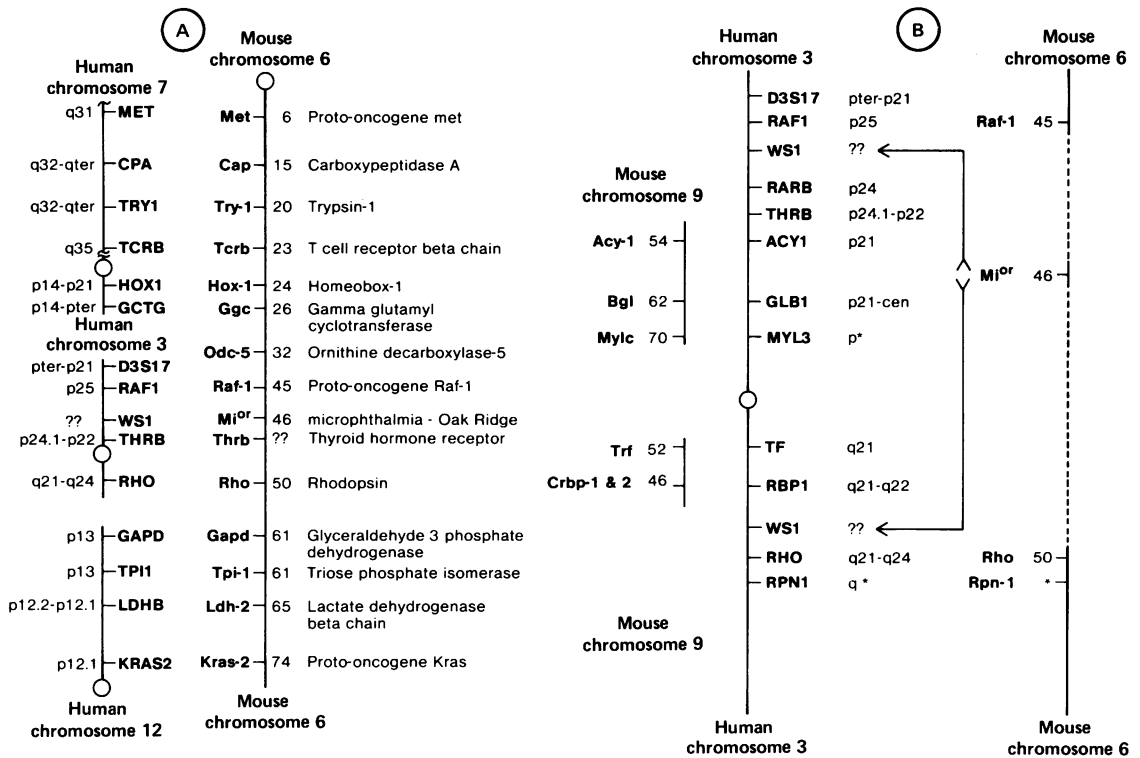 A
Human
chromosome 7
Mouse
chromosome 6
q31 MET Met 6 Proto-oncogene met
q32-qter CPA Cap 15 Carboxypeptidase A
q32-qter TRY1 Try-1 20 Trypsin-1
q35 TCRB Tcrb 23 T cell receptor beta chain
p14-p21 HOX1 Hox-1 24 Homeobox-1
p14-pter GCTG Ggc 26 Gamma glutamyl
cyclotransferase
Human
chromosome 3
Odc-5 32 Ornithine decarboxylase-5
pter-p21 D3S17
p25 RAF1 Raf-1 45 Proto-oncogene Raf-1
?? WS1 Mi^or 46 microphthalmia - Oak Ridge
p24.1-p22 THRB Thrb ?? Thyroid hormone receptor
q21-q24 RHO Rho 50 Rhodopsin
p13 GAPD Gapd 61 Glyceraldehyde 3 phosphate
dehydrogenase
p13 TPI1 Tpi-1 61 Triose phosphate isomerase
p12.2-p12.1 LDHB Ldh-2 65 Lactate dehydrogenase
beta chain
p12.1 KRAS2 Kras-2 74 Proto-oncogene Kras
Human
chromosome 12
Mouse
chromosome 6
B
Human
chromosome 3
Mouse
chromosome 6
D3S17 pter-p21
RAF1 p25 Raf-1 45
WS1 ??
Mouse
chromosome 9
RARB p24
THRB p24.1-p22
Acy-1 54 ACY1 p21
Mi^or 46
Bgl 62 GLB1 p21-cen
Mylc 70 MYL3 p*
Trf 52 TF q21
Crbp-1 & 2 46 RBP1 q21-q22
WS1 ??
RHO q21-q24 Rho 50
RPN1 q* Rpn-1 *
Mouse
chromosome 9
Human
chromosome 3
Mouse
chromosome 6